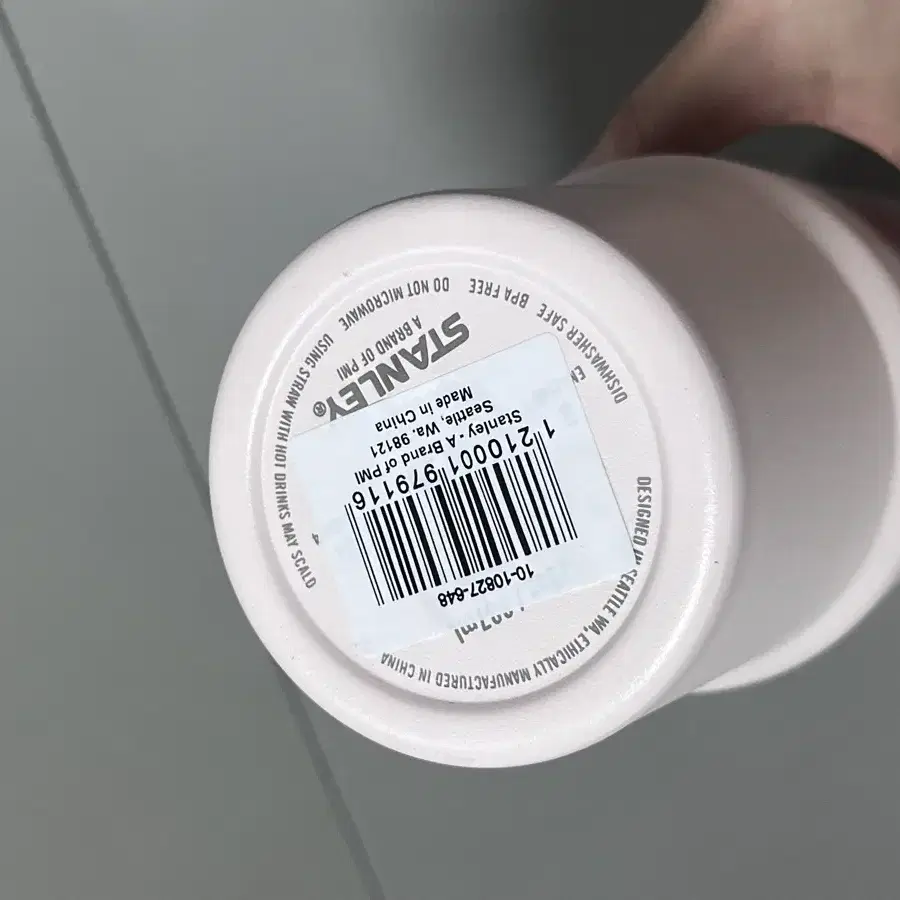 STANLEY®
A BRAND OF PMI
DO NOT MICROWAVE
USING STRAW WITH HOT DRINKS MAY SCALD
BPA FREE
DISHWASHER SAFE
Made in China
Seattle, Wa. 98121
Stanley - A Brand of PMI
1 210001 979116
10-10827-648
DESIGNED IN SEATTLE WA, ETHICALLY MANUFACTURED IN CHINA